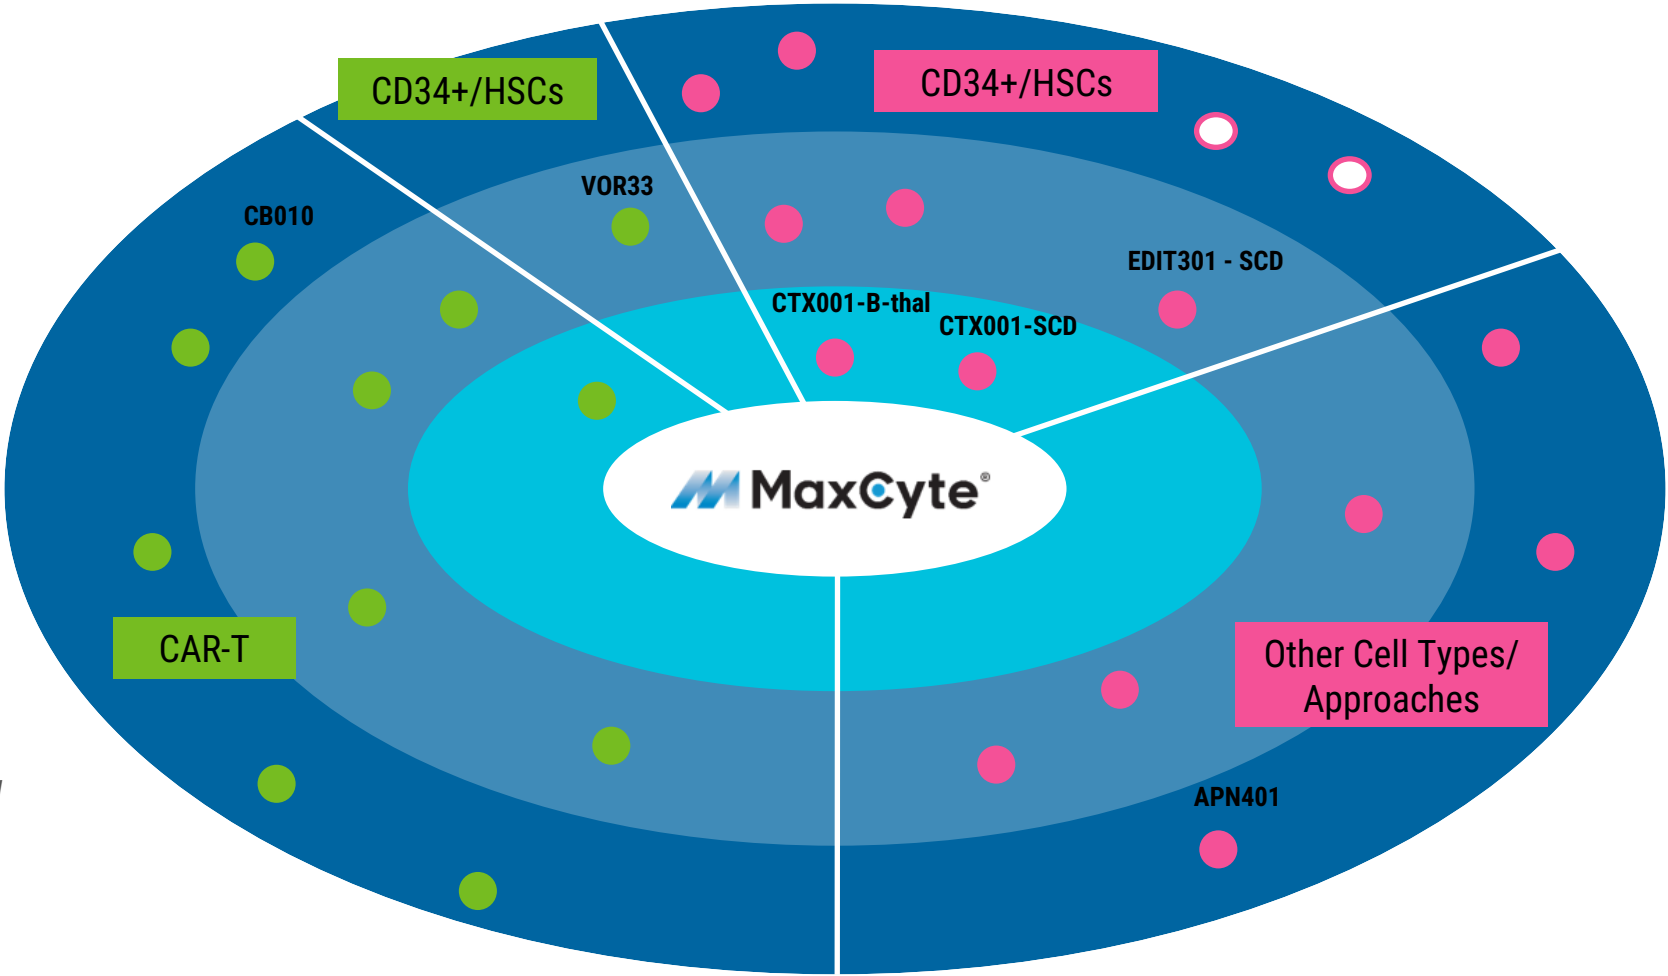 CD34+/HSCs
CD34+/HSCs
VOR33
CB010
EDIT301 - SCD
CTX001-B-thal
CTX001-SCD
MaxCyte®
CAR-T
Other Cell Types/
Approaches
APN401